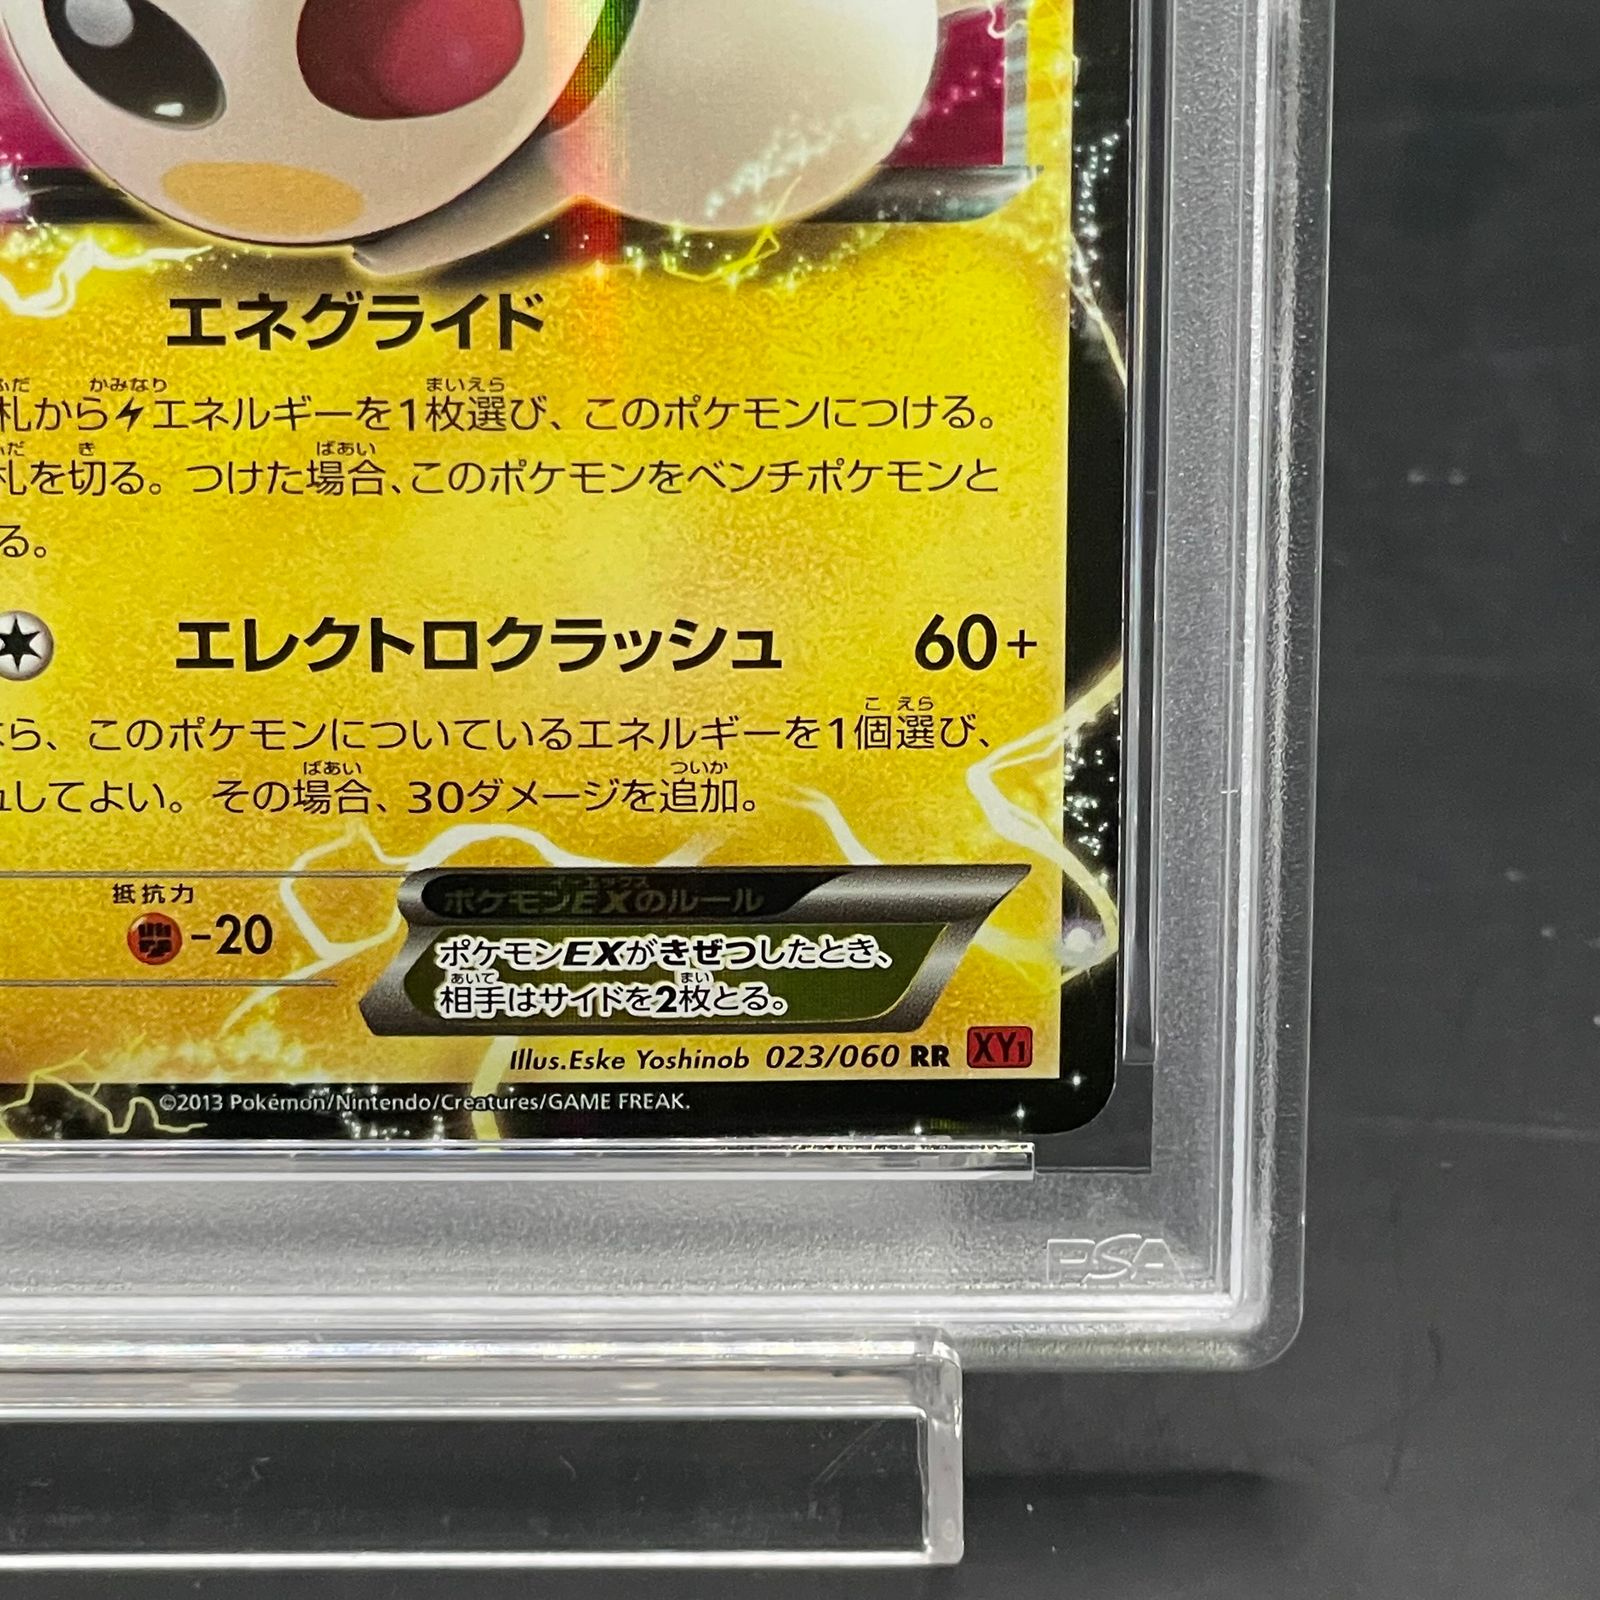 エネグライド
札から エネルギーを1枚選び、このポケモンにつける。
札を切る。つけた場合、このポケモンをベンチポケモンと
る。
エレクトロクラッシュ 60+
ら、このポケモンについているエネルギーを1個選び、
してよい。その場合、30ダメージを追加。
抵抗力
-20
ポケモンEXのルール
ポケモンEXがきぜつしたとき、
相手はサイドを2枚とる。
Illus.Eske Yoshinob 023/060 RR XY1
©2013 Pokémon/Nintendo/Creatures/GAME FREAK.
PSA